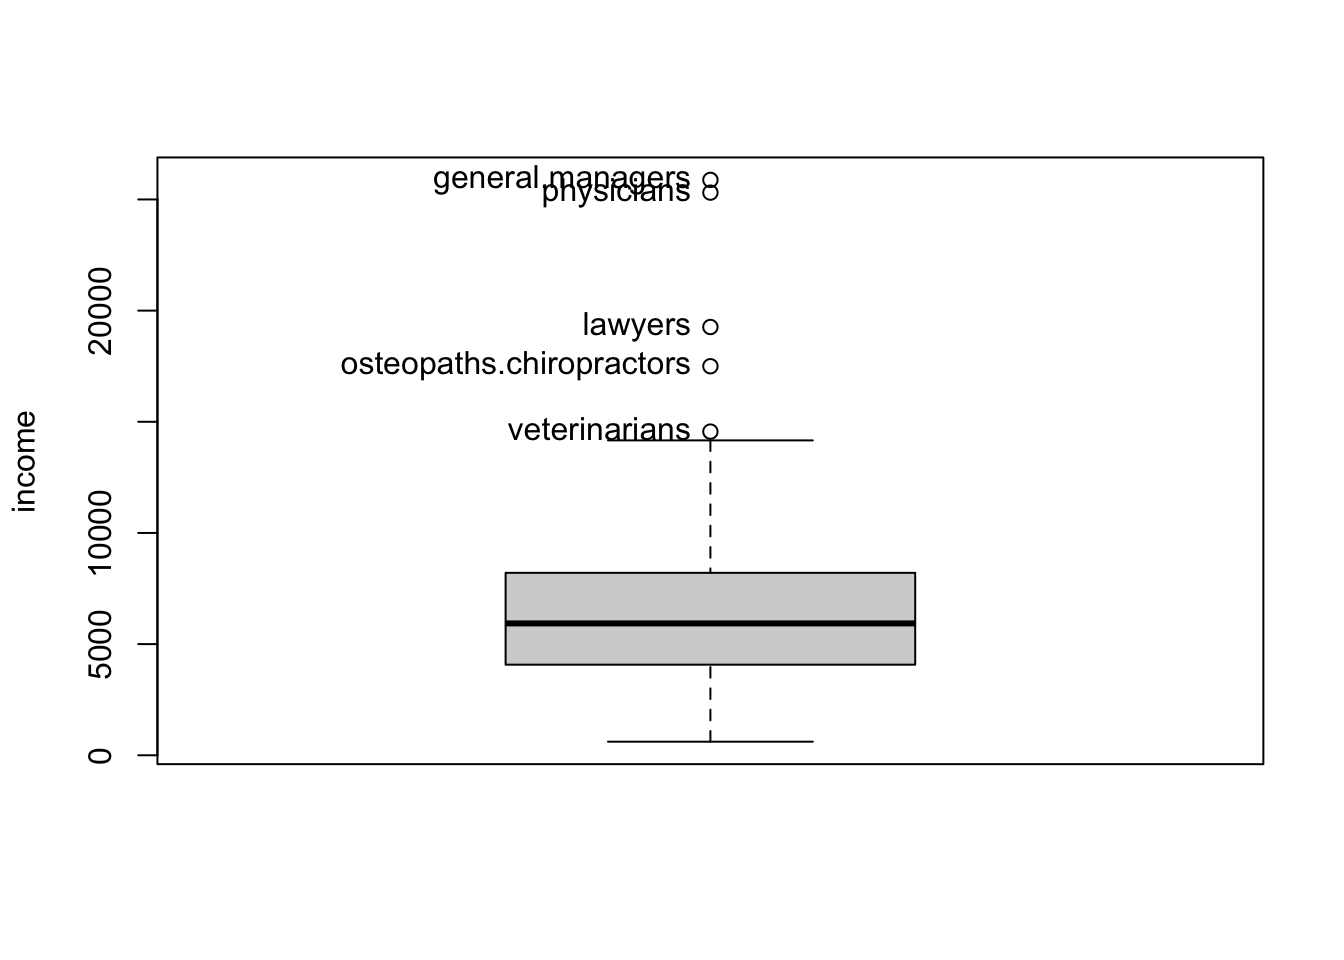 general.managers
physicians
lawyers
osteopaths.chiropractors
veterinarians
income
20000
10000
5000
0